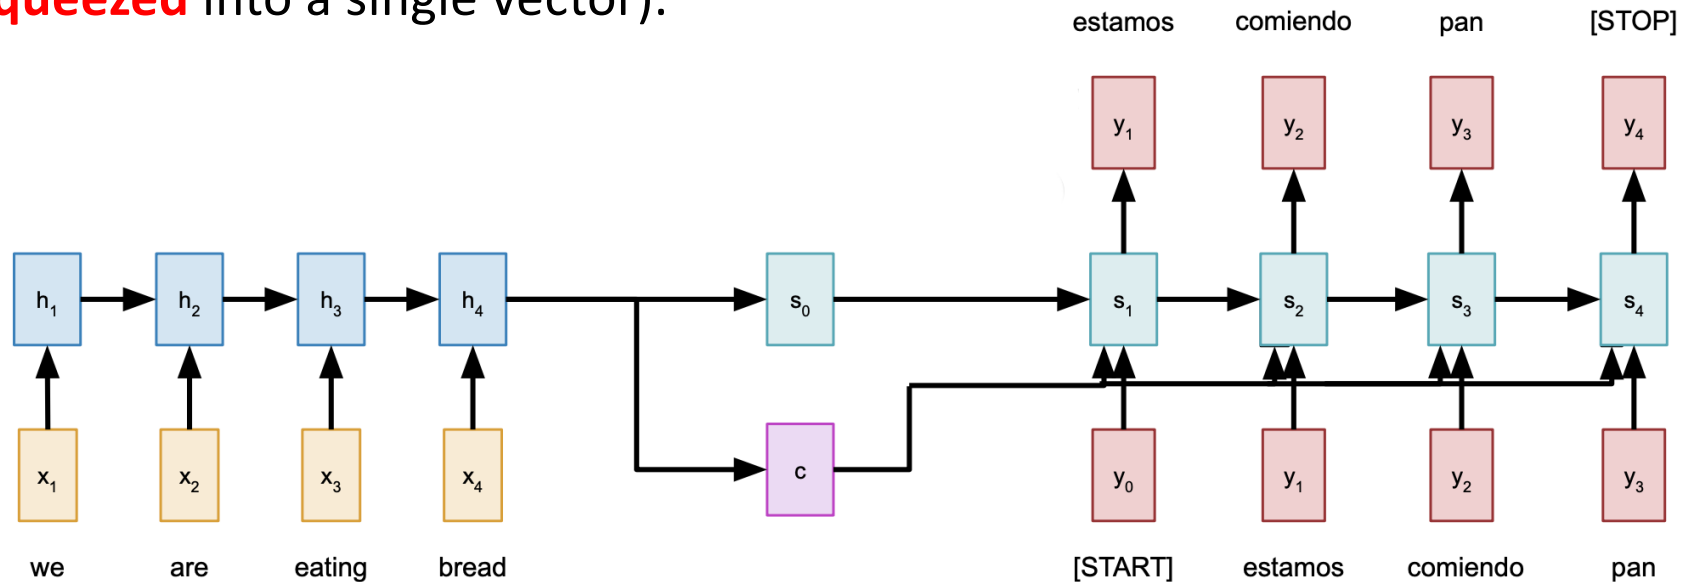 queezed into a single vector).
estamos comiendo pan [STOP]
y1 y2 y3 y4
h1 h2 h3 h4 s0 s1 s2 s3 s4
x1 x2 x3 x4 c y0 y1 y2 y3
we are eating bread [START] estamos comiendo pan